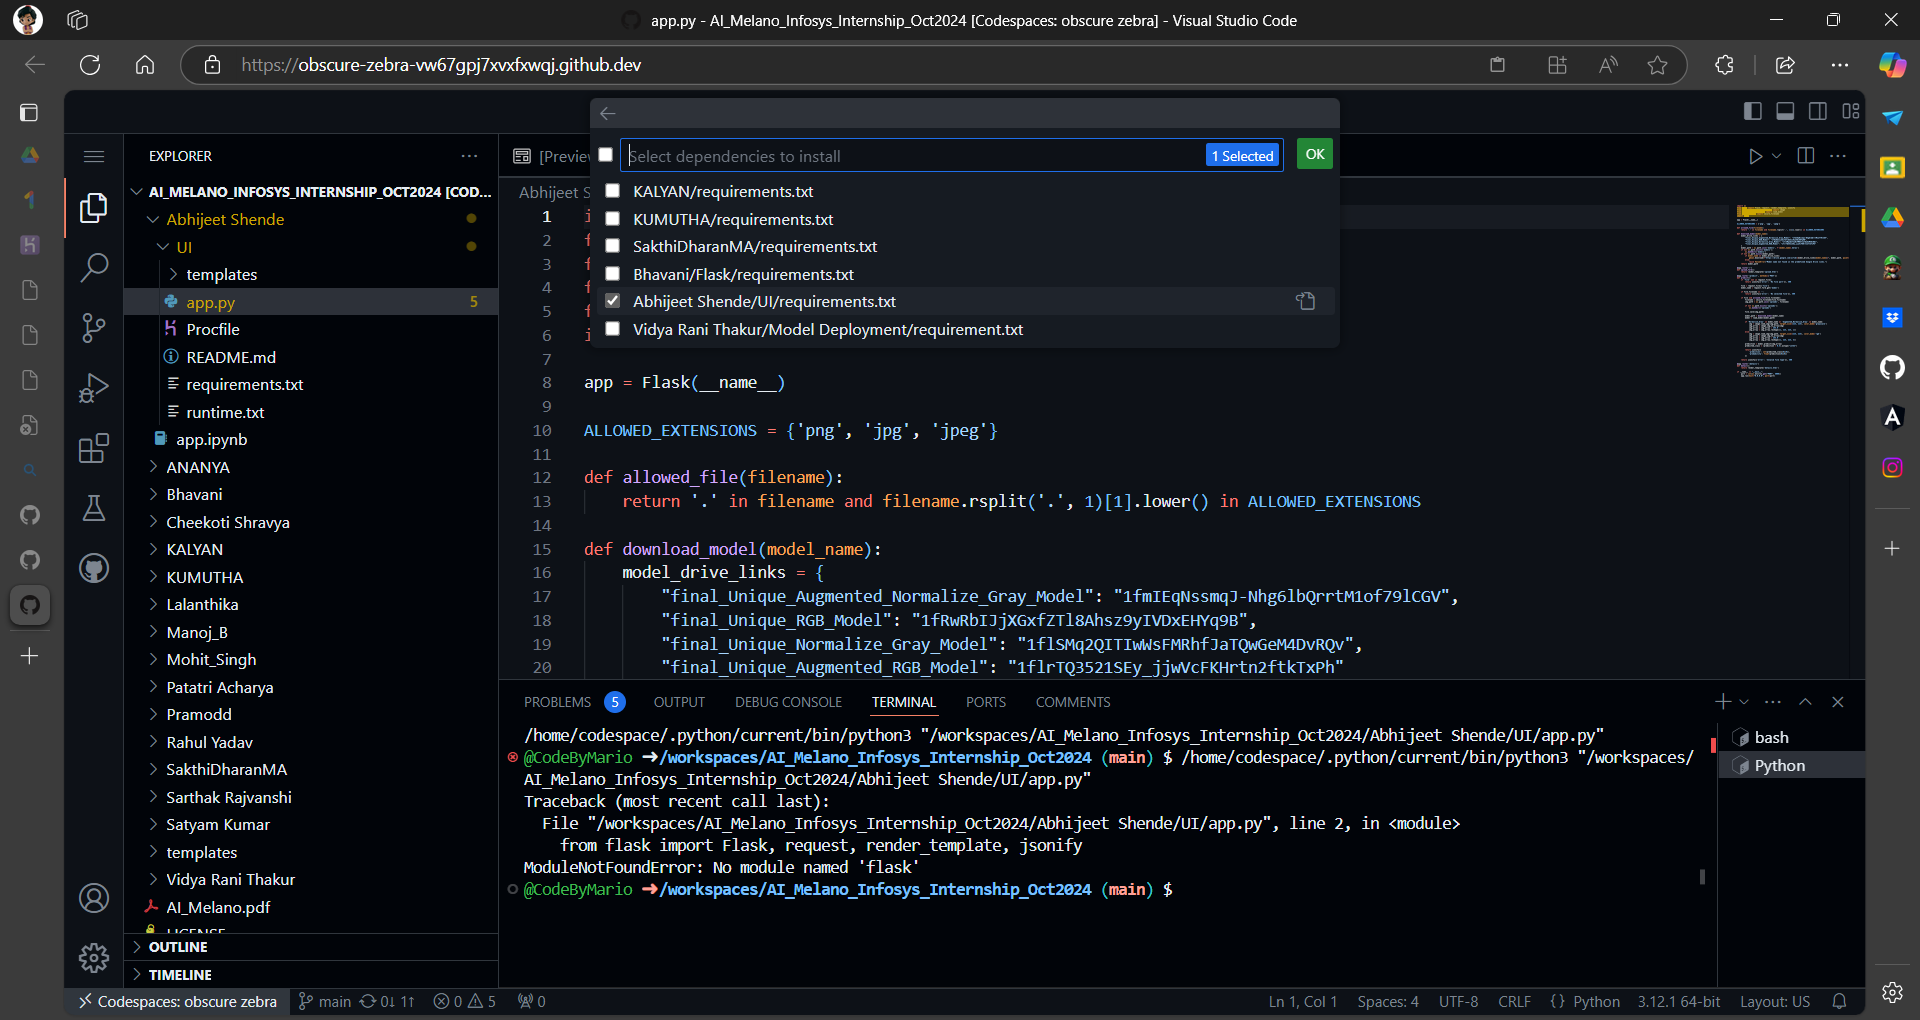 app.py - AI_Melano_Infosys_Internship_Oct2024 [Codespaces: obscure zebra] - Visual Studio Code
https://obscure-zebra-vw67gpj7xvxfxwqj.github.dev
EXPLORER
AI_MELANO_INFOSYS_INTERNSHIP_OCT2024 [COD...
Abhijeet Shende
UI
templates
app.py 5
Procfile
README.md
requirements.txt
runtime.txt
app.ipynb
ANANYA
Bhavani
Cheekoti Shravya
KALYAN
KUMUTHA
Lalanthika
Manoj_B
Mohit_Singh
Patatri Acharya
Pramodd
Rahul Yadav
SakthiDharanMA
Sarthak Rajvanshi
Satyam Kumar
templates
Vidya Rani Thakur
AI_Melano.pdf
OUTLINE
TIMELINE
Select dependencies to install 1 Selected OK
KALYAN/requirements.txt
KUMUTHA/requirements.txt
SakthiDharanMA/requirements.txt
Bhavani/Flask/requirements.txt
Abhijeet Shende/UI/requirements.txt
Vidya Rani Thakur/Model Deployment/requirement.txt
[Previe
Abhijeet S
1 i
2 f
3 f
4 f
5 f
6 i
7
8 app = Flask(__name__)
9
10 ALLOWED_EXTENSIONS = {'png', 'jpg', 'jpeg'}
11
12 def allowed_file(filename):
13 return '.' in filename and filename.rsplit('.', 1)[1].lower() in ALLOWED_EXTENSIONS
14
15 def download_model(model_name):
16 model_drive_links = {
17 "final_Unique_Augmented_Normalize_Gray_Model": "1fmIEqNssmqJ-Nhg6lbQrrtM1of79lCGV",
18 "final_Unique_RGB_Model": "1fRwRbIJjXGxfZTl8Ahsz9yIVDxEHYq9B",
19 "final_Unique_Normalize_Gray_Model": "1flSMq2QITIwWsFMRhfJaTQwGeM4DvRQv",
20 "final_Unique_Augmented_RGB_Model": "1flrTQ3521SEy_jjwVcFKHrtn2ftkTxPh"
PROBLEMS 5 OUTPUT DEBUG CONSOLE TERMINAL PORTS COMMENTS
/home/codespace/.python/current/bin/python3 "/workspaces/AI_Melano_Infosys_Internship_Oct2024/Abhijeet Shende/UI/app.py"
@CodeByMario ➜/workspaces/AI_Melano_Infosys_Internship_Oct2024 (main) $ /home/codespace/.python/current/bin/python3 "/workspaces/
AI_Melano_Infosys_Internship_Oct2024/Abhijeet Shende/UI/app.py"
Traceback (most recent call last):
File "/workspaces/AI_Melano_Infosys_Internship_Oct2024/Abhijeet Shende/UI/app.py", line 2, in <module>
from flask import Flask, request, render_template, jsonify
ModuleNotFoundError: No module named 'flask'
@CodeByMario ➜/workspaces/AI_Melano_Infosys_Internship_Oct2024 (main) $
bash
Python
Codespaces: obscure zebra main 0↓ 1↑ 0 5 0
Ln 1, Col 1 Spaces: 4 UTF-8 CRLF {} Python 3.12.1 64-bit Layout: US